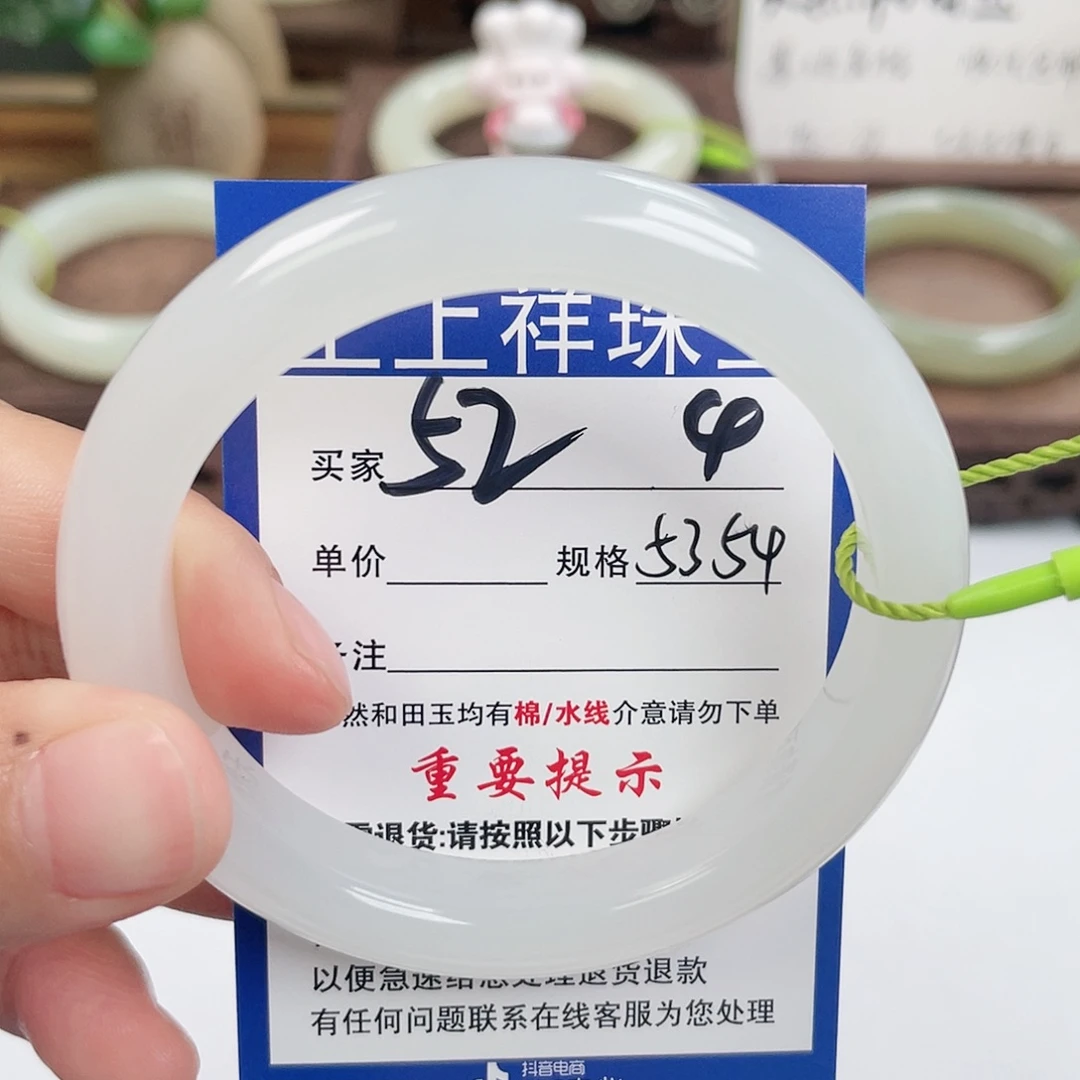 上祥珠
买家 52 4
单价 规格 5354
注
然和田玉均有棉/水线介意请勿下单
重要提示
退货:请按照以下步骤
以便急速给您处理退货退款
有任何问题联系在线客服为您处理
抖音电商